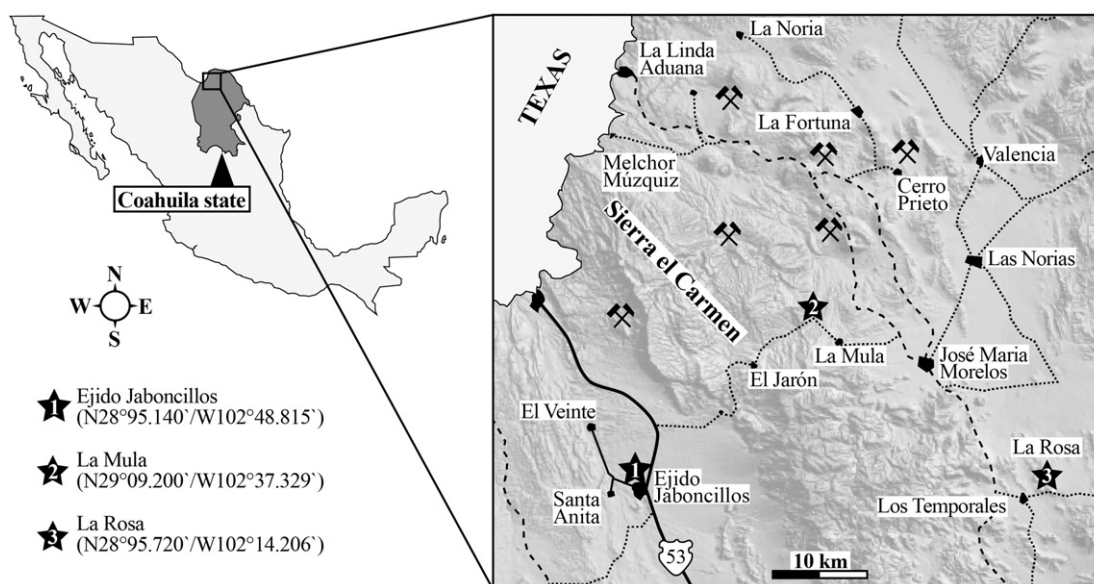 Coahuila state
N
W E
S
1 Ejido Jaboncillos
(N28°95.140`/W102°48.815`)
2 La Mula
(N29°09.200`/W102°37.329`)
3 La Rosa
(N28°95.720`/W102°14.206`)
TEXAS
La Noria
La Linda
Aduana
La Fortuna
Melchor
Múzquiz
Valencia
Cerro
Prieto
Sierra el Carmen
Las Norias
2
La Mula
José Maria
Morelos
El Jarón
El Veinte
La Rosa
1
3
Ejido
Jaboncillos
Santa
Anita
Los Temporales
53
10 km